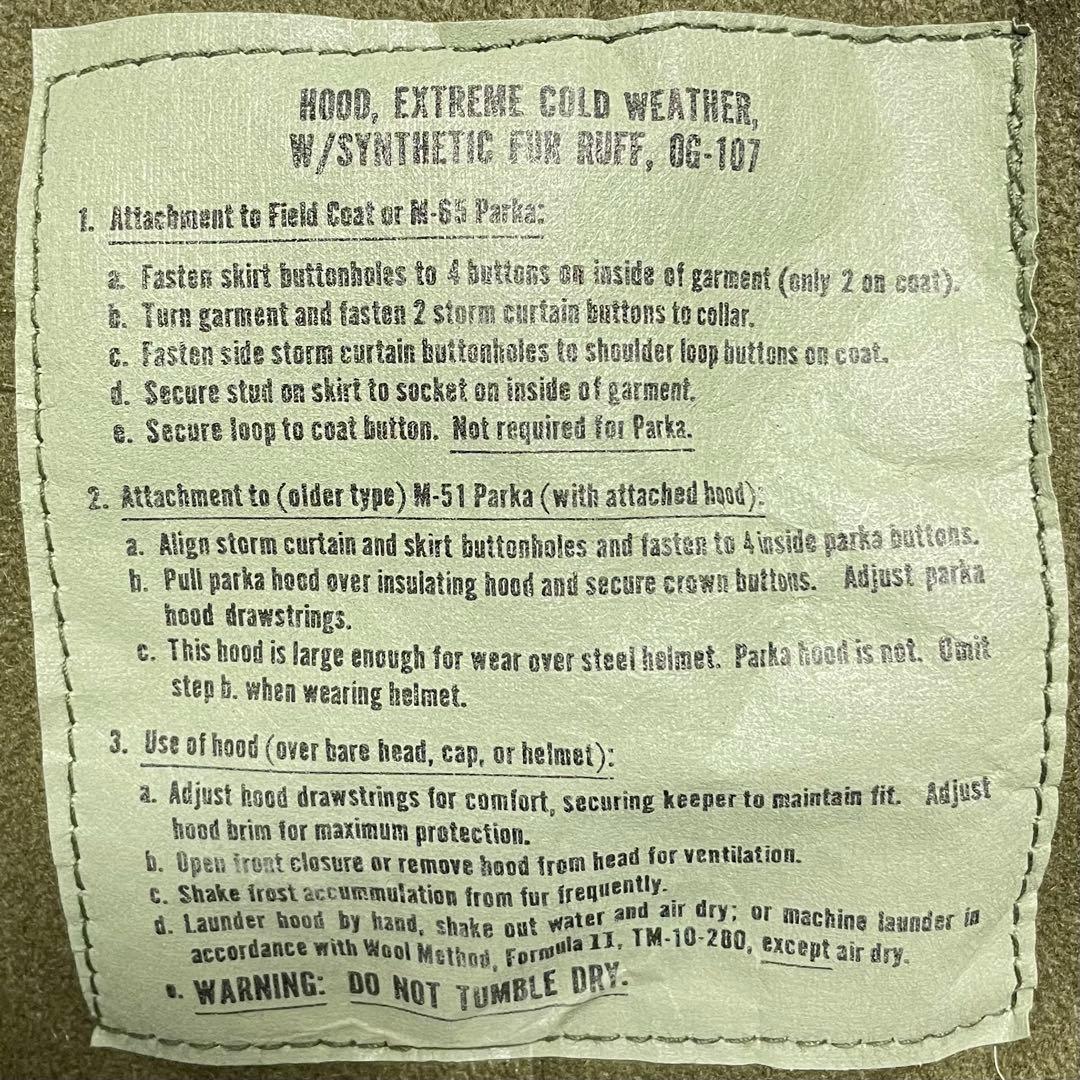 HOOD, EXTREME COLD WEATHER,
W/SYNTHETIC FUR RUFF, OG-107
1. Attachment to Field Coat or M-65 Parka:
a. Fasten skirt buttonholes to 4 buttons on inside of garment (only 2 on coat).
b. Turn garment and fasten 2 storm curtain buttons to collar.
c. Fasten side storm curtain buttonholes to shoulder loop buttons on coat.
d. Secure stud on skirt to socket on inside of garment.
e. Secure loop to coat button. Not required for Parka.
2. Attachment to (older type) M-51 Parka (with attached hood):
a. Align storm curtain and skirt buttonholes and fasten to 4 inside parka buttons.
b. Pull parka hood over insulating hood and secure crown buttons. Adjust parka
hood drawstrings.
c. This hood is large enough for wear over steel helmet. Parka hood is not. Omit
step b. when wearing helmet.
3. Use of hood (over bare head, cap, or helmet):
a. Adjust hood drawstrings for comfort, securing keeper to maintain fit. Adjust
hood brim for maximum protection.
b. Open front closure or remove hood from head for ventilation.
c. Shake frost accummulation from fur frequently.
d. Launder hood by hand, shake out water and air dry; or machine launder in
accordance with Wool Method, Formula II, TM-10-280, except air dry.
e. WARNING: DO NOT TUMBLE DRY.